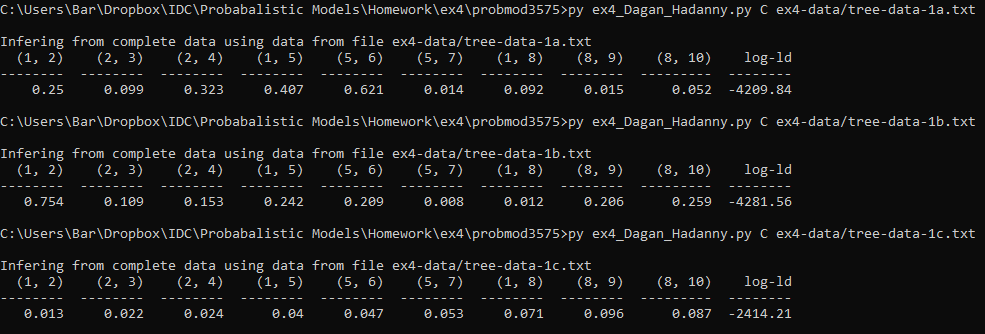 C:\Users\Bar\Dropbox\IDC\Probabalistic Models\Homework\ex4\probmod3575>py ex4_Dagan_Hadanny.py C ex4-data/tree-data-1a.txt
Infering from complete data using data from file ex4-data/tree-data-1a.txt
(1, 2) (2, 3) (2, 4) (1, 5) (5, 6) (5, 7) (1, 8) (8, 9) (8, 10) log-ld
-------- -------- -------- -------- -------- -------- -------- -------- --------- --------
0.25 0.099 0.323 0.407 0.621 0.014 0.092 0.015 0.052 -4209.84
C:\Users\Bar\Dropbox\IDC\Probabalistic Models\Homework\ex4\probmod3575>py ex4_Dagan_Hadanny.py C ex4-data/tree-data-1b.txt
Infering from complete data using data from file ex4-data/tree-data-1b.txt
(1, 2) (2, 3) (2, 4) (1, 5) (5, 6) (5, 7) (1, 8) (8, 9) (8, 10) log-ld
-------- -------- -------- -------- -------- -------- -------- -------- --------- --------
0.754 0.109 0.153 0.242 0.209 0.008 0.012 0.206 0.259 -4281.56
C:\Users\Bar\Dropbox\IDC\Probabalistic Models\Homework\ex4\probmod3575>py ex4_Dagan_Hadanny.py C ex4-data/tree-data-1c.txt
Infering from complete data using data from file ex4-data/tree-data-1c.txt
(1, 2) (2, 3) (2, 4) (1, 5) (5, 6) (5, 7) (1, 8) (8, 9) (8, 10) log-ld
-------- -------- -------- -------- -------- -------- -------- -------- --------- --------
0.013 0.022 0.024 0.04 0.047 0.053 0.071 0.096 0.087 -2414.21